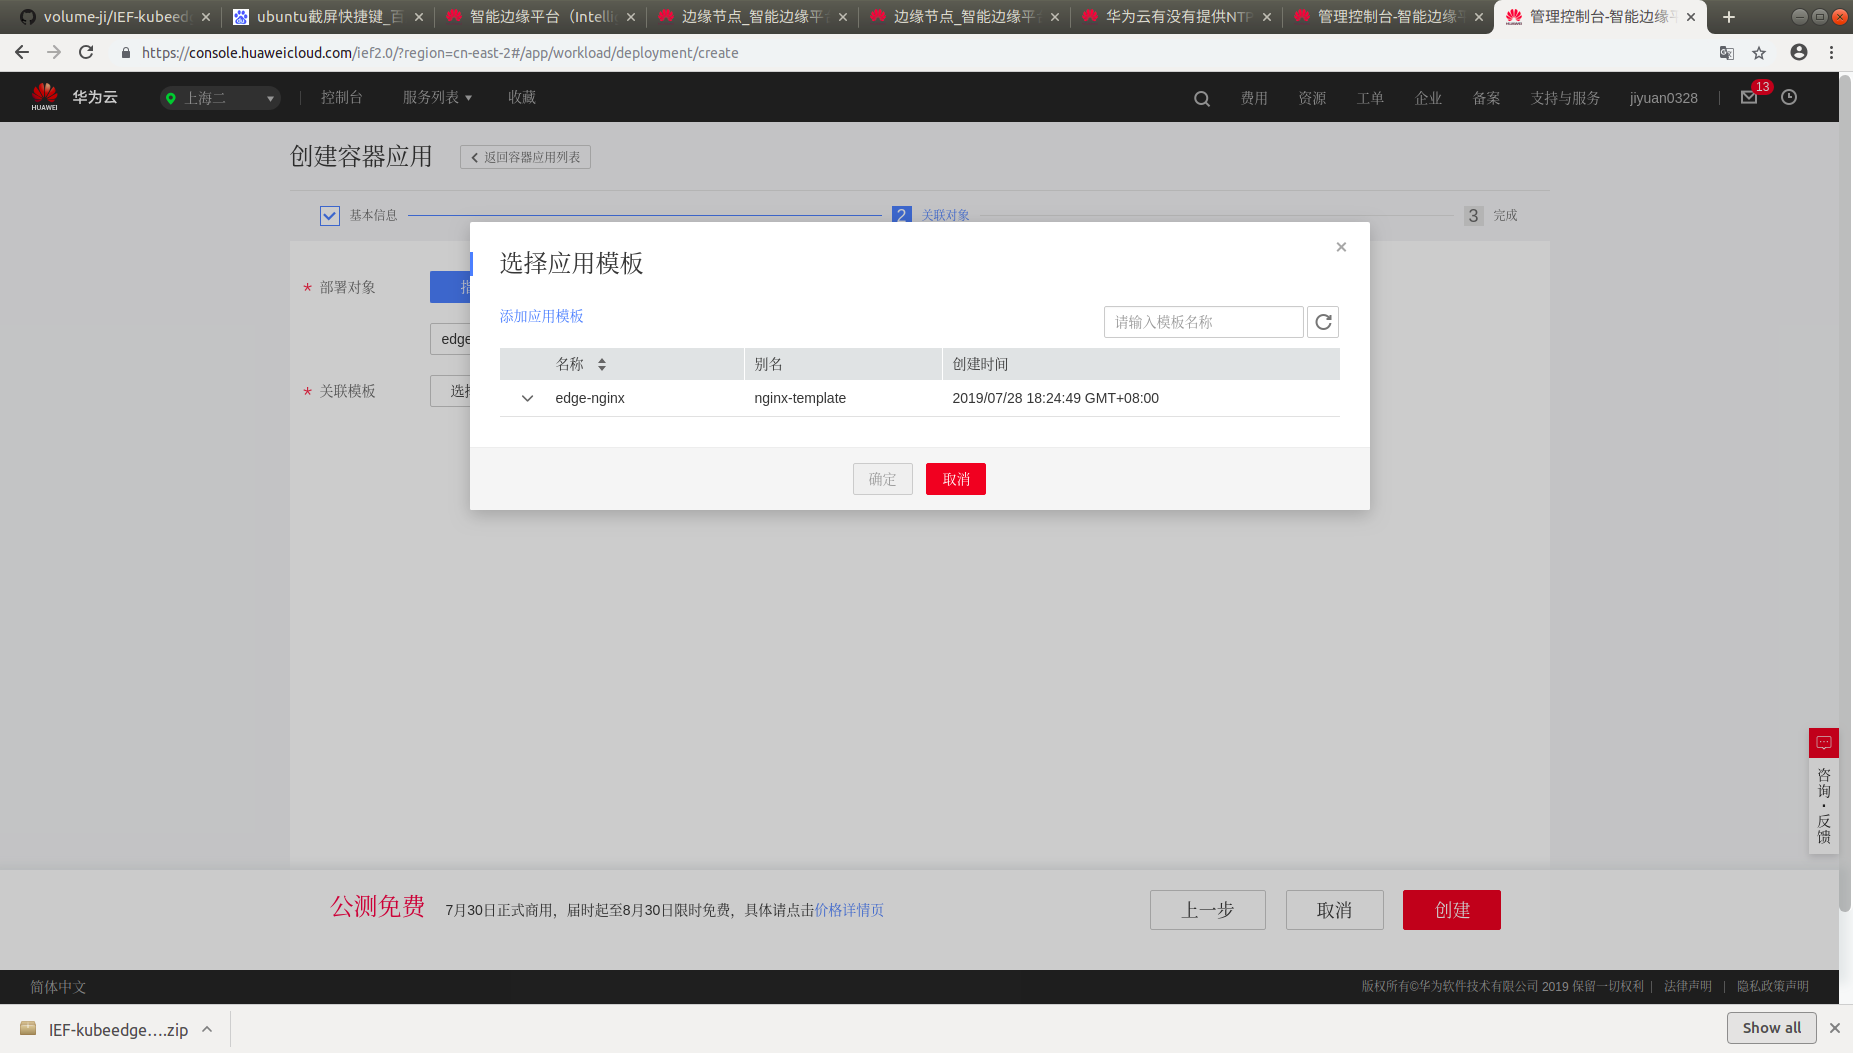 volume-ji/IEF-kubeed
ubuntu截屏快捷键_百
智能边缘平台（Intelli
边缘节点_智能边缘平台
边缘节点_智能边缘平台
华为云有没有提供NTP
管理控制台-智能边缘平
管理控制台-智能边缘平
https://console.huaweicloud.com/ief2.0/?region=cn-east-2#/app/workload/deployment/create
HUAWEI 华为云 上海二 控制台 服务列表 收藏 费用 资源 工单 企业 备案 支持与服务 jiyuan0328 13
创建容器应用 返回容器应用列表
基本信息 2 关联对象 3 完成
选择应用模板
* 部署对象 指
添加应用模板 请输入模板名称
edge
名称 别名 创建时间
* 关联模板 选择
edge-nginx nginx-template 2019/07/28 18:24:49 GMT+08:00
确定 取消
咨询·反馈
公测免费 7月30日正式商用，届时起至8月30日限时免费，具体请点击价格详情页 上一步 取消 创建
简体中文 版权所有©华为软件技术有限公司 2019 保留一切权利 | 法律声明 | 隐私政策声明
IEF-kubeedge....zip Show all